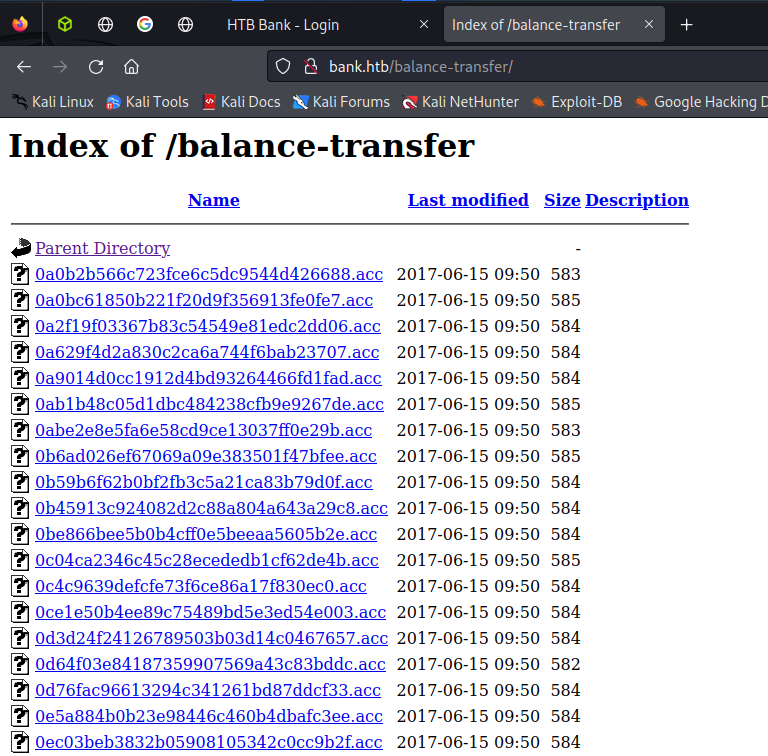 HTB Bank - Login
Index of /balance-transfer
bank.htb/balance-transfer/
Kali Linux Kali Tools Kali Docs Kali Forums Kali NetHunter Exploit-DB Google Hacking D
Index of /balance-transfer
Name Last modified Size Description
Parent Directory -
0a0b2b566c723fce6c5dc9544d426688.acc 2017-06-15 09:50 583
0a0bc61850b221f20d9f356913fe0fe7.acc 2017-06-15 09:50 585
0a2f19f03367b83c54549e81edc2dd06.acc 2017-06-15 09:50 584
0a629f4d2a830c2ca6a744f6bab23707.acc 2017-06-15 09:50 584
0a9014d0cc1912d4bd93264466fd1fad.acc 2017-06-15 09:50 584
0ab1b48c05d1dbc484238cfb9e9267de.acc 2017-06-15 09:50 585
0abe2e8e5fa6e58cd9ce13037ff0e29b.acc 2017-06-15 09:50 583
0b6ad026ef67069a09e383501f47bfee.acc 2017-06-15 09:50 585
0b59b6f62b0bf2fb3c5a21ca83b79d0f.acc 2017-06-15 09:50 584
0b45913c924082d2c88a804a643a29c8.acc 2017-06-15 09:50 584
0be866bee5b0b4cff0e5beeaa5605b2e.acc 2017-06-15 09:50 584
0c04ca2346c45c28ecededb1cf62de4b.acc 2017-06-15 09:50 585
0c4c9639defcfe73f6ce86a17f830ec0.acc 2017-06-15 09:50 584
0ce1e50b4ee89c75489bd5e3ed54e003.acc 2017-06-15 09:50 584
0d3d24f24126789503b03d14c0467657.acc 2017-06-15 09:50 584
0d64f03e84187359907569a43c83bddc.acc 2017-06-15 09:50 582
0d76fac96613294c341261bd87ddcf33.acc 2017-06-15 09:50 584
0e5a884b0b23e98446c460b4dbafc3ee.acc 2017-06-15 09:50 584
0ec03beb3832b05908105342c0cc9b2f.acc 2017-06-15 09:50 584